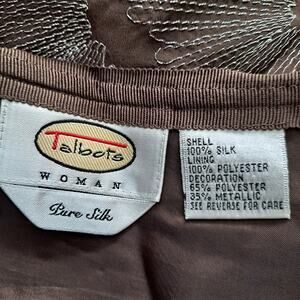 Talbots
WOMAN
Pure Silk
SHELL
100% SILK
LINING
100% POLYESTER
DECORATION
65% POLYESTER
35% METALLIC
SEE REVERSE FOR CARE